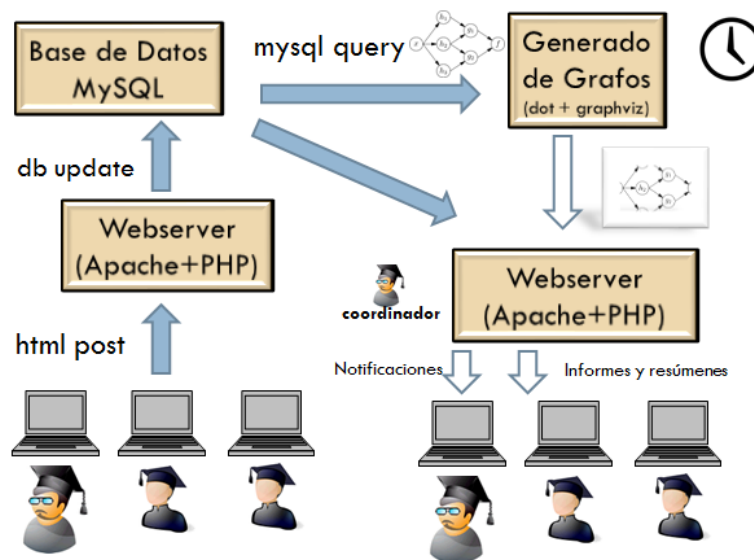 Base de Datos
MySQL
mysql query
Generado
de Grafos
(dot + graphviz)
db update
Webserver
(Apache+PHP)
Webserver
(Apache+PHP)
coordinador
html post
Notificaciones
Informes y resúmenes